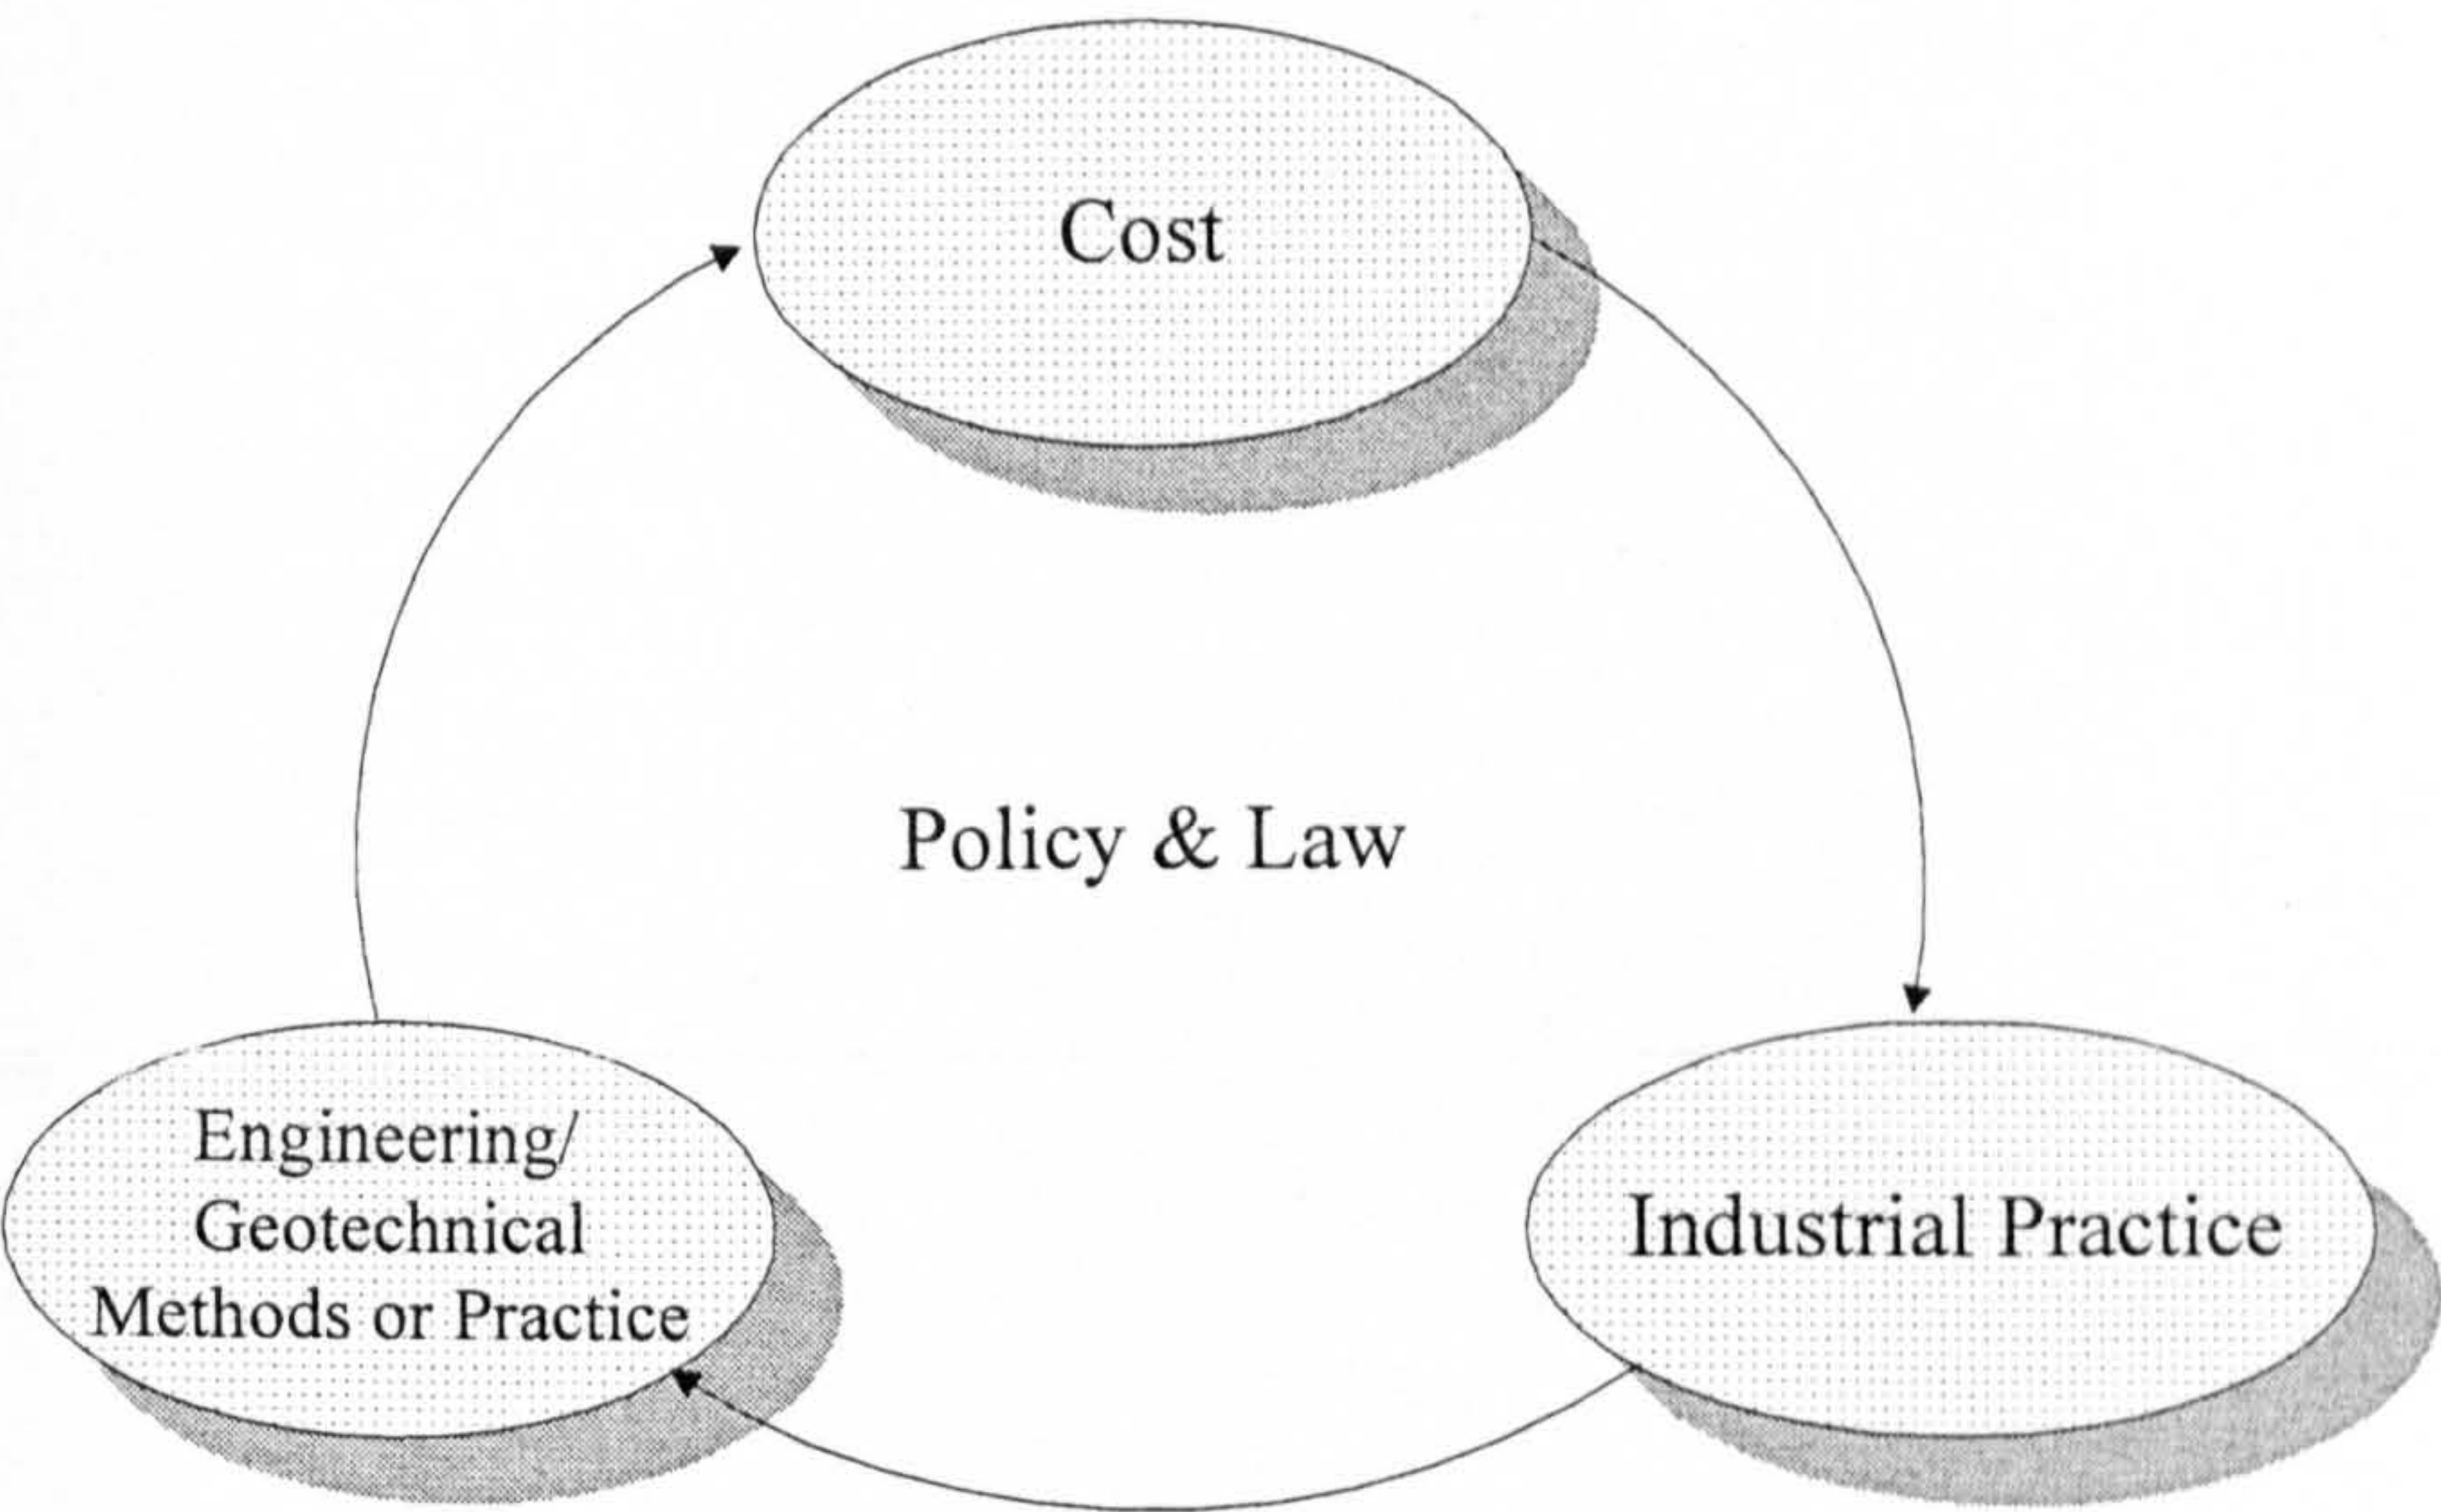 Cost
Policy & Law
Engineering/
Geotechnical
Methods or Practice
Industrial Practice